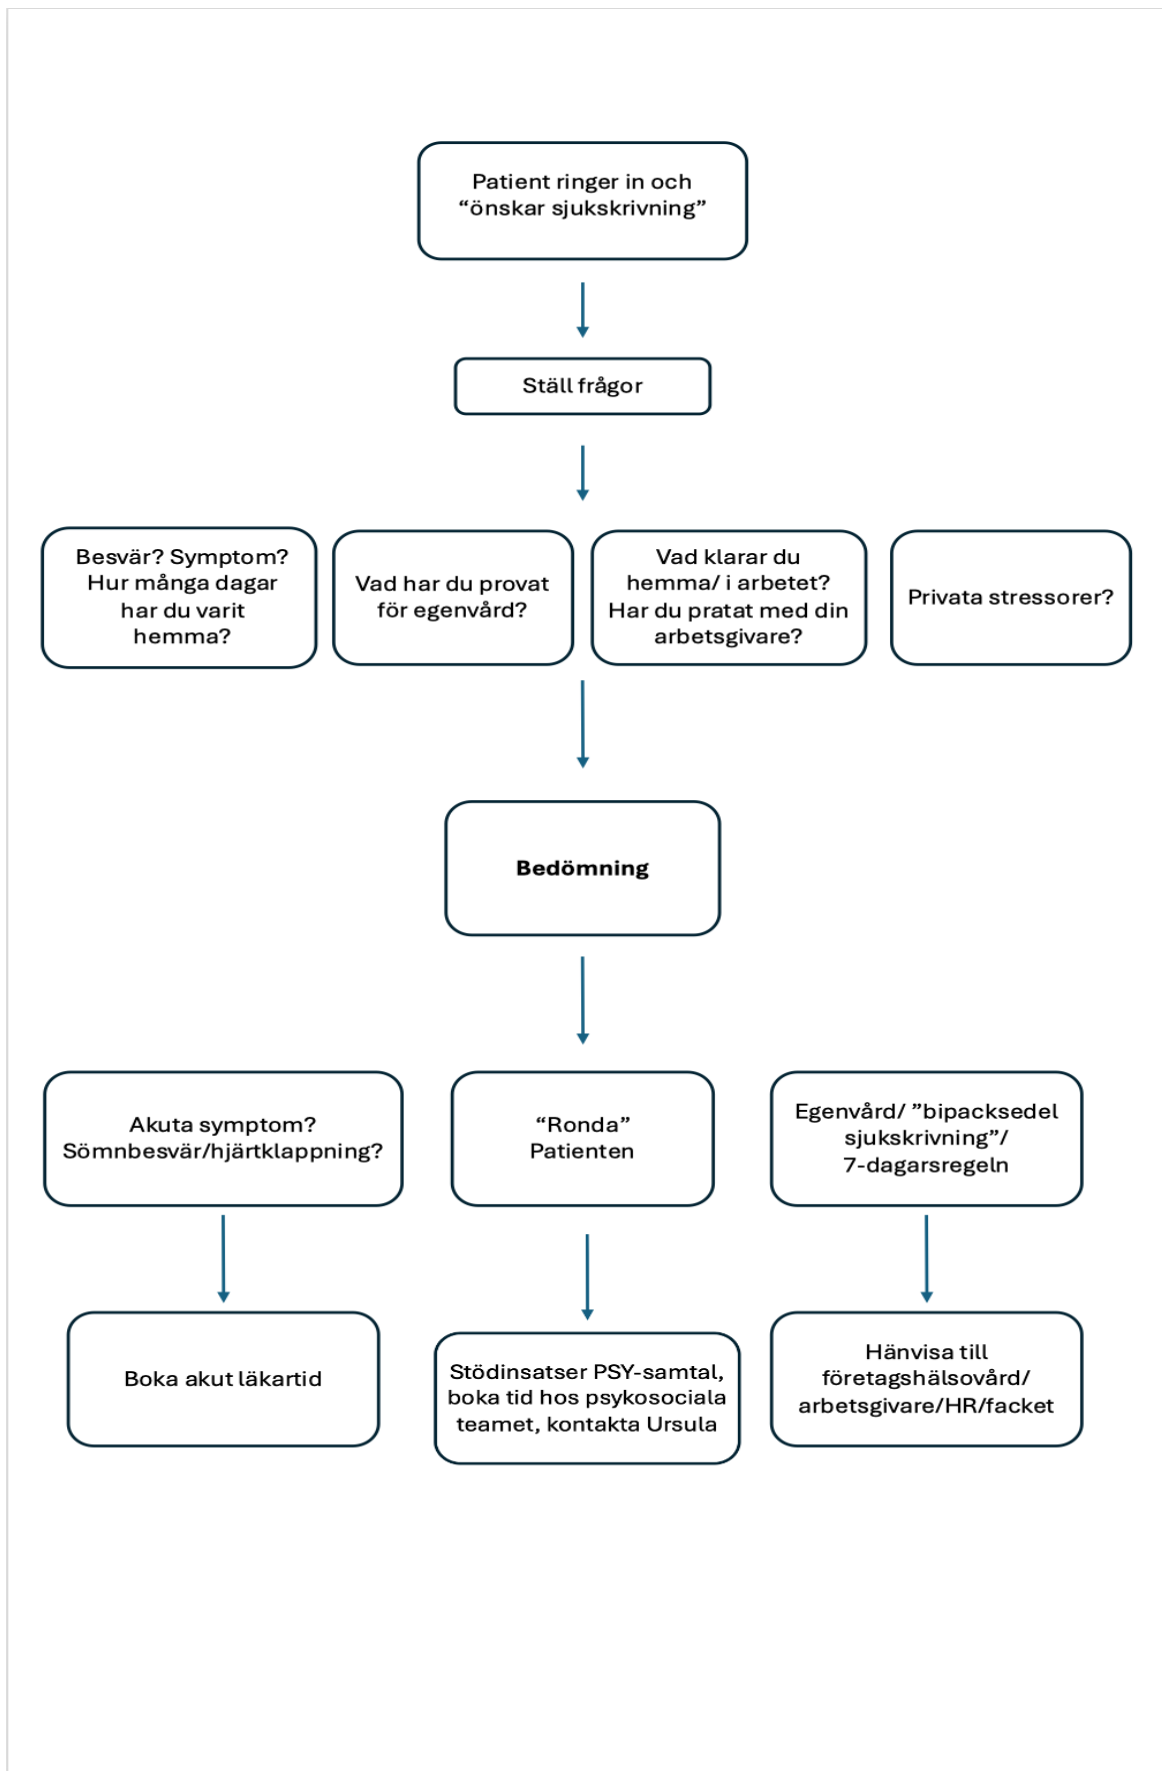 Patient ringer in och
“önskar sjukskrivning”
Ställ frågor
Besvär? Symptom?
Hur många dagar
har du varit
hemma?
Vad har du provat
för egenvård?
Vad klarar du
hemma/ i arbetet?
Har du pratat med din
arbetsgivare?
Privata stressorer?
Bedömning
Akuta symptom?
Sömnbesvär/hjärtklappning?
“Ronda”
Patienten
Egenvård/ ”bipacksedel
sjukskrivning”/
7-dagarsregeln
Boka akut läkartid
Stödinsatser PSY-samtal,
boka tid hos psykosociala
teamet, kontakta Ursula
Hänvisa till
företagshälsovård/
arbetsgivare/HR/facket